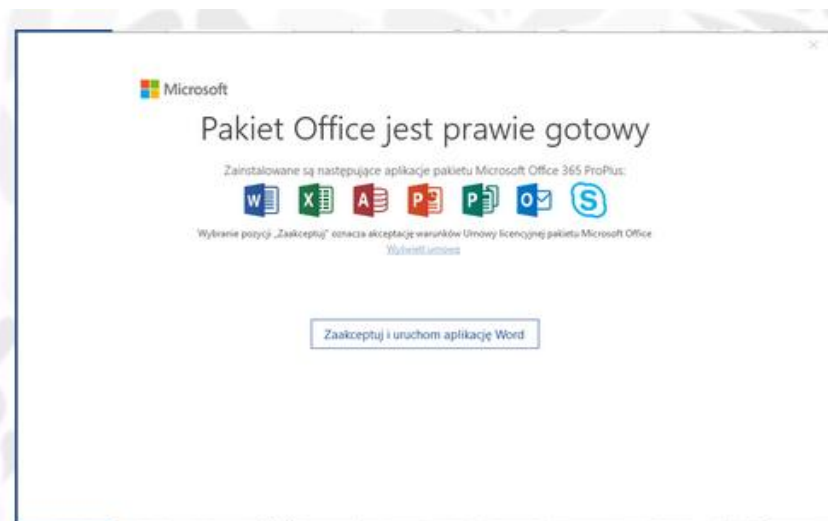 Microsoft
Pakiet Office jest prawie gotowy
Zainstalowane są następujące aplikacje pakietu Microsoft Office 365 ProPlus:
Wybranie pozycji „Zaakceptuj” oznacza akceptację warunków Umowy licencyjnej pakietu Microsoft Office
Wyświetl umowę
Zaakceptuj i uruchom aplikację Word